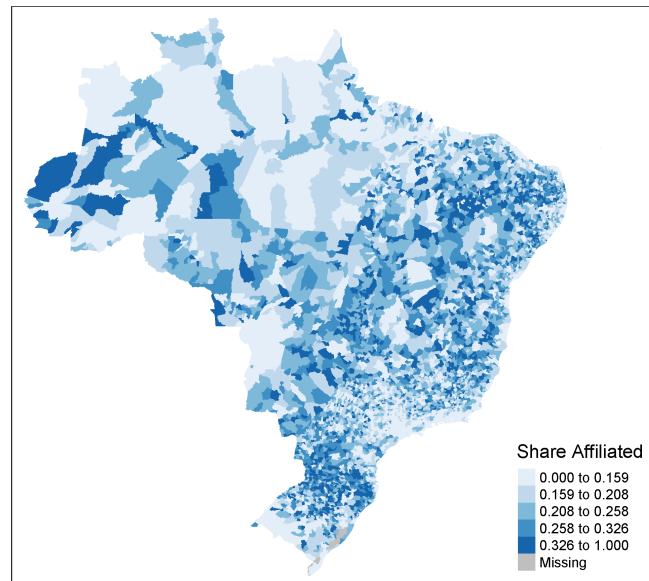 Share Affiliated
0.000 to 0.159
0.159 to 0.208
0.208 to 0.258
0.258 to 0.326
0.326 to 1.000
Missing